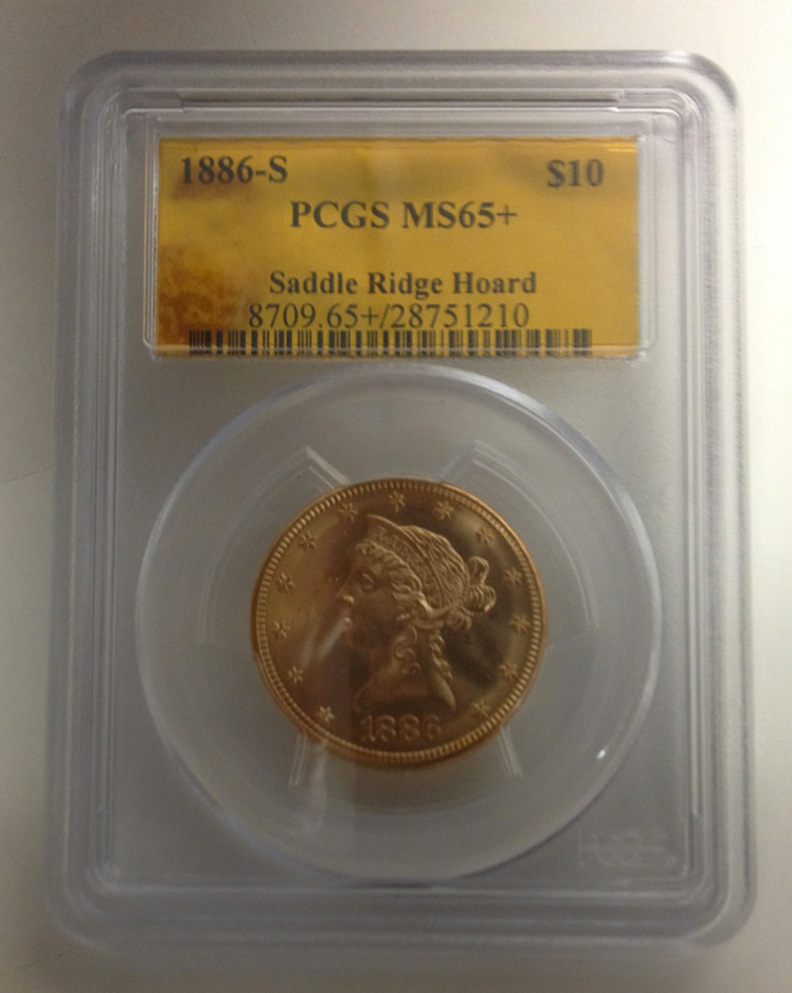 1886-S $10
PCGS MS65+
Saddle Ridge Hoard
8709.65+/28751210
1886